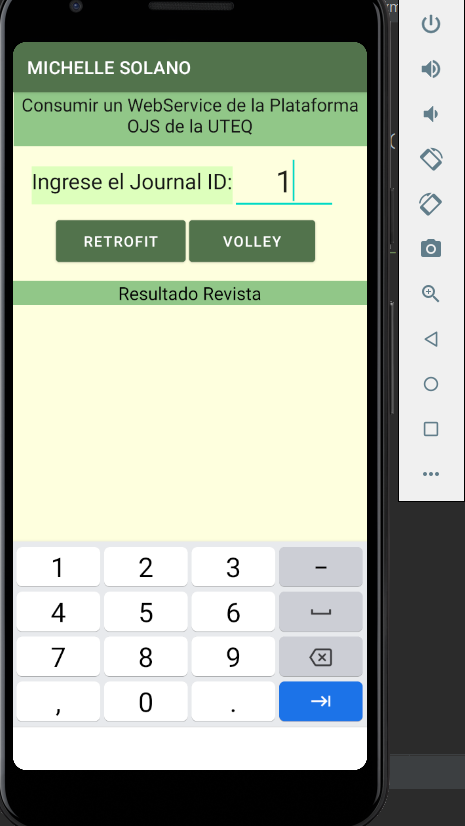 MICHELLE SOLANO
Consumir un WebService de la Plataforma
OJS de la UTEQ
Ingrese el Journal ID: 1
RETROFIT VOLLEY
Resultado Revista
1 2 3 -
4 5 6
7 8 9
, 0 .